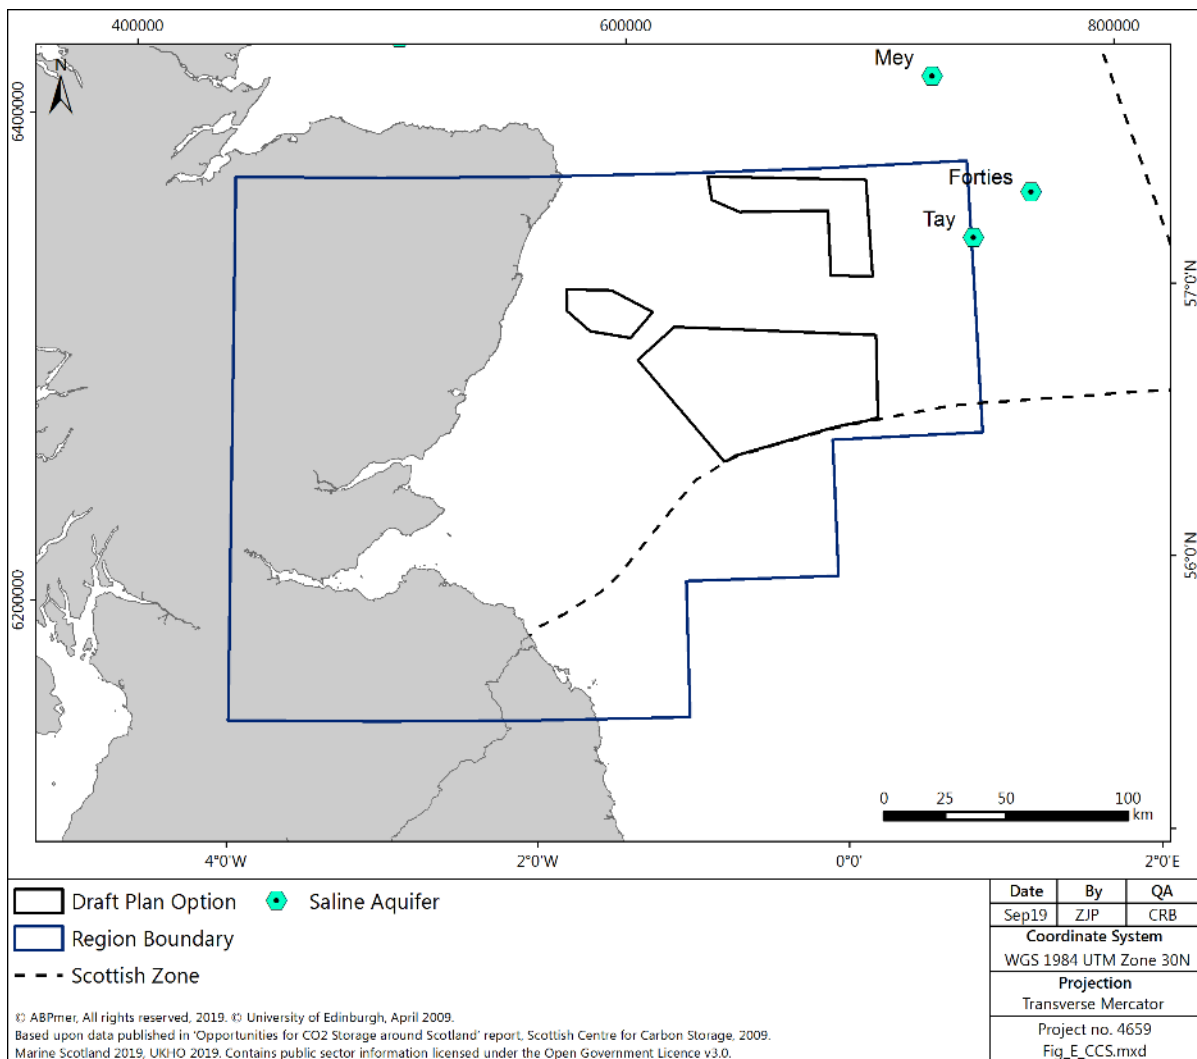 400000 600000 800000
N
Mey
6400000
Forties
Tay
57°0'N
56°0'N
6200000
0 25 50 100
km
4°0'W 2°0'W 0°0' 2°0'E
Draft Plan Option Saline Aquifer
Region Boundary
Scottish Zone
Date By QA
Sep19 ZJP CRB
Coordinate System
WGS 1984 UTM Zone 30N
Projection
Transverse Mercator
Project no. 4659
Fig_E_CCS.mxd
© ABPmer, All rights reserved, 2019. © University of Edinburgh, April 2009.
Based upon data published in 'Opportunities for CO2 Storage around Scotland' report, Scottish Centre for Carbon Storage, 2009.
Marine Scotland 2019, UKHO 2019. Contains public sector information licensed under the Open Government Licence v3.0.